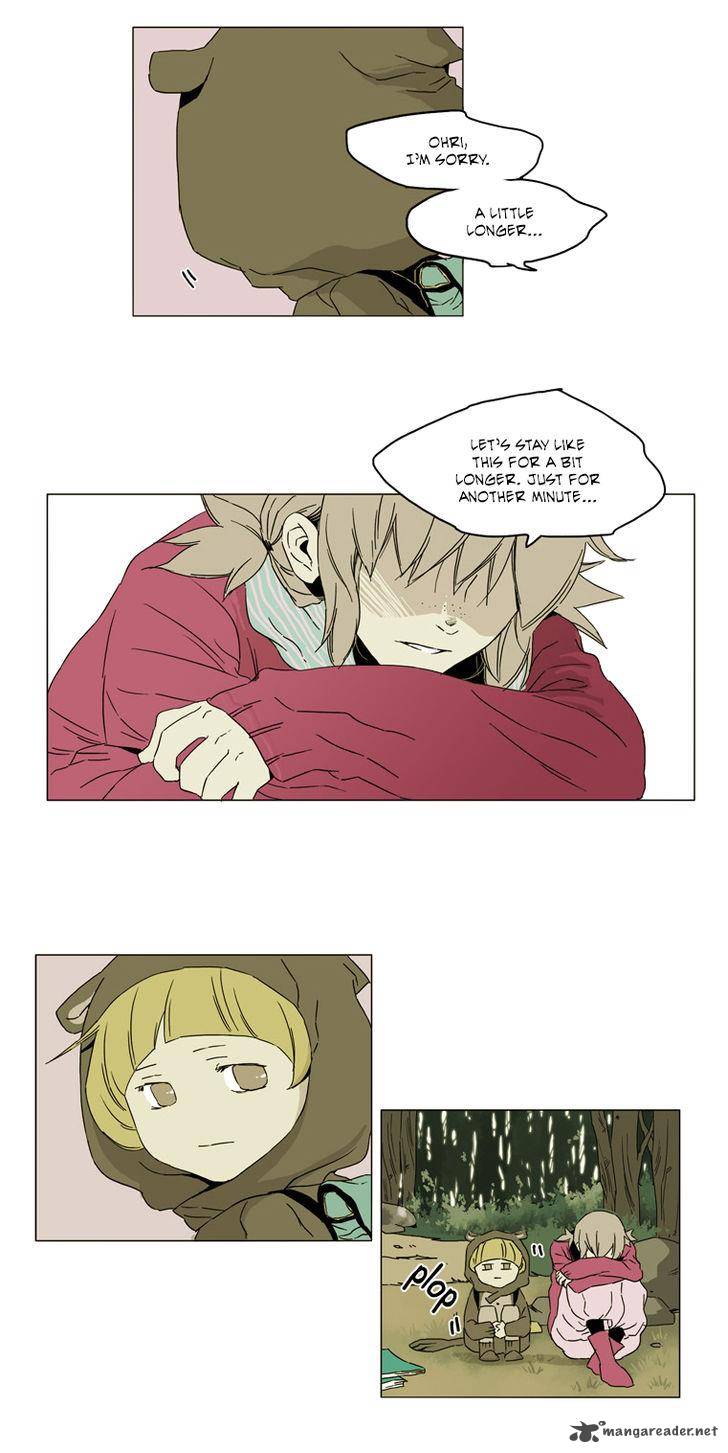 OHRI,
I'M SORRY.
A LITTLE
LONGER...
LET'S STAY LIKE
THIS FOR A BIT
LONGER. JUST FOR
ANOTHER MINUTE...
plop
mangareader.net